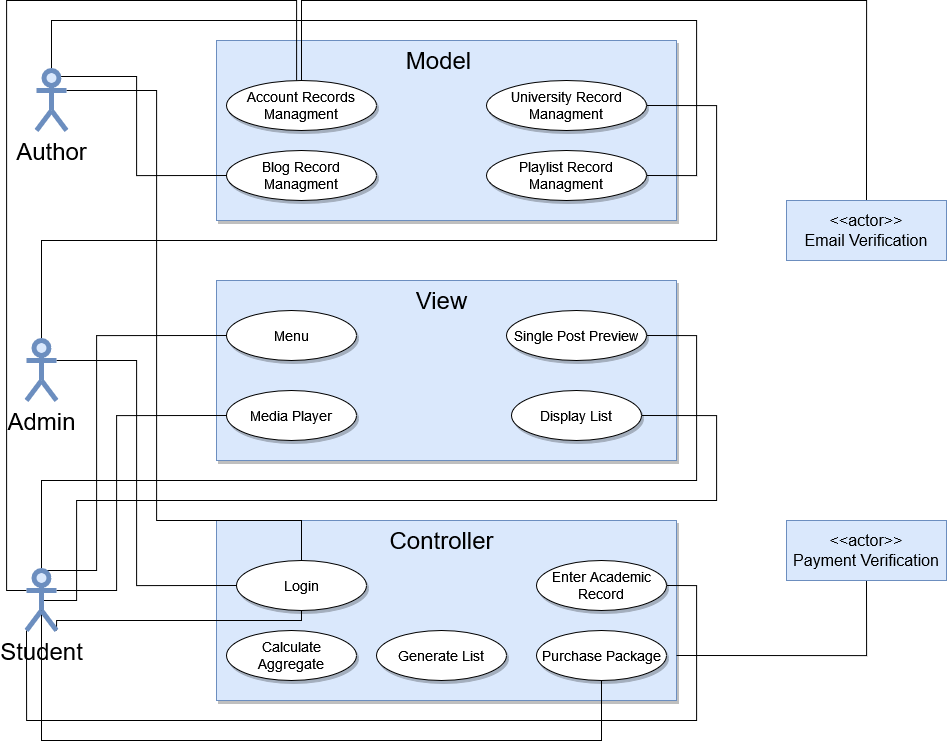 Model
Account Records
Managment
University Record
Managment
Blog Record
Managment
Playlist Record
Managment
Author
<<actor>>
Email Verification
View
Menu
Single Post Preview
Media Player
Display List
Admin
Controller
<<actor>>
Payment Verification
Login
Enter Academic
Record
Calculate
Aggregate
Generate List
Purchase Package
Student